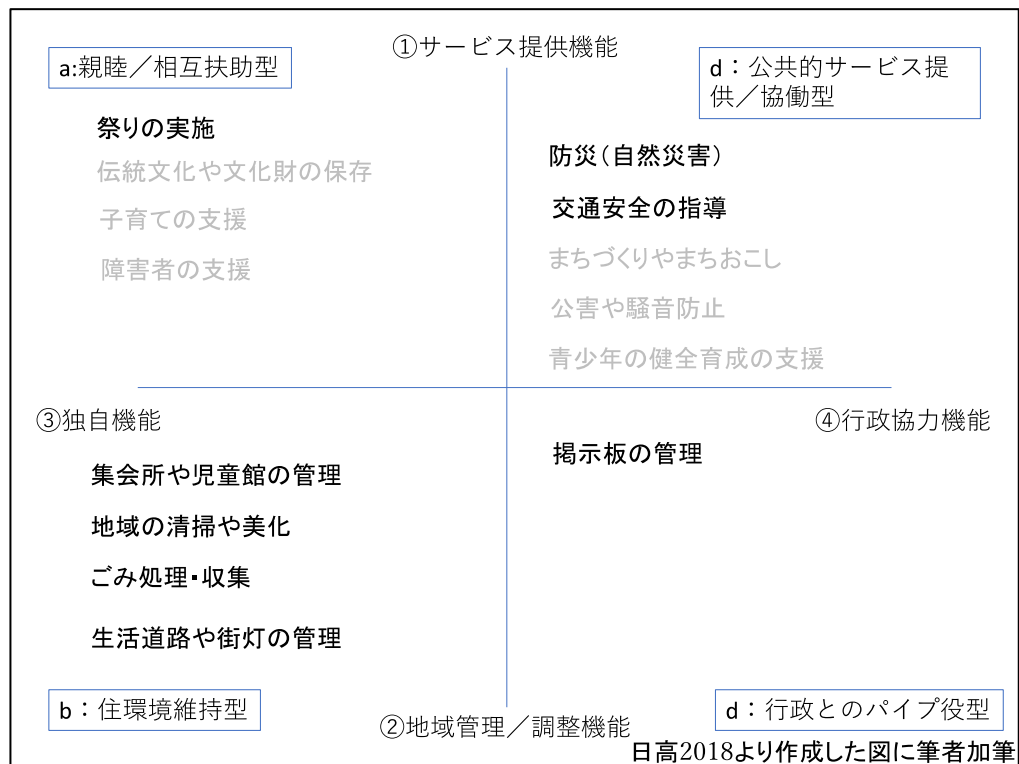 ①サービス提供機能
a:親睦／相互扶助型
祭りの実施
伝統文化や文化財の保存
子育ての支援
障害者の支援
d：公共的サービス提
供／協働型
防災（自然災害）
交通安全の指導
まちづくりやまちおこし
公害や騒音防止
青少年の健全育成の支援
③独自機能
④行政協力機能
集会所や児童館の管理
地域の清掃や美化
ごみ処理・収集
生活道路や街灯の管理
b：住環境維持型
掲示板の管理
②地域管理／調整機能
d：行政とのパイプ役型
日高2018より作成した図に筆者加筆